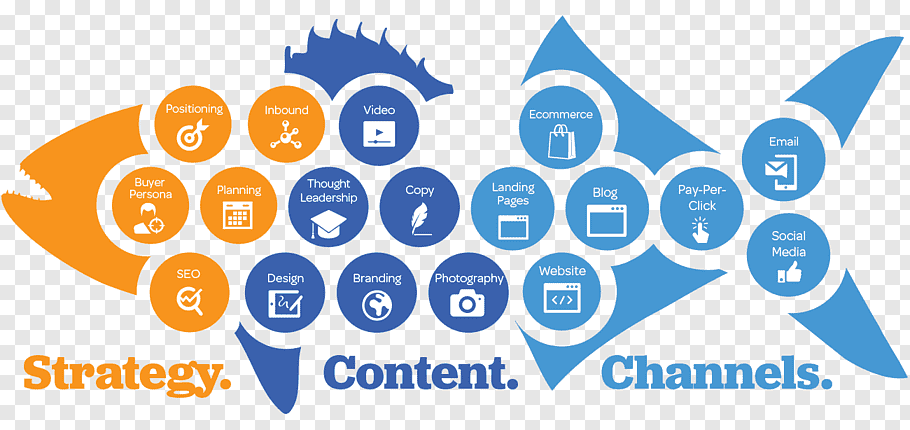 Positioning
Inbound
Video
Ecommerce
Email
Buyer
Persona
Planning
Thought
Leadership
Copy
Landing
Pages
Blog
Pay-Per-
Click
Social
Media
SEO
Design
Branding
Photography
Website
Strategy.
Content.
Channels.